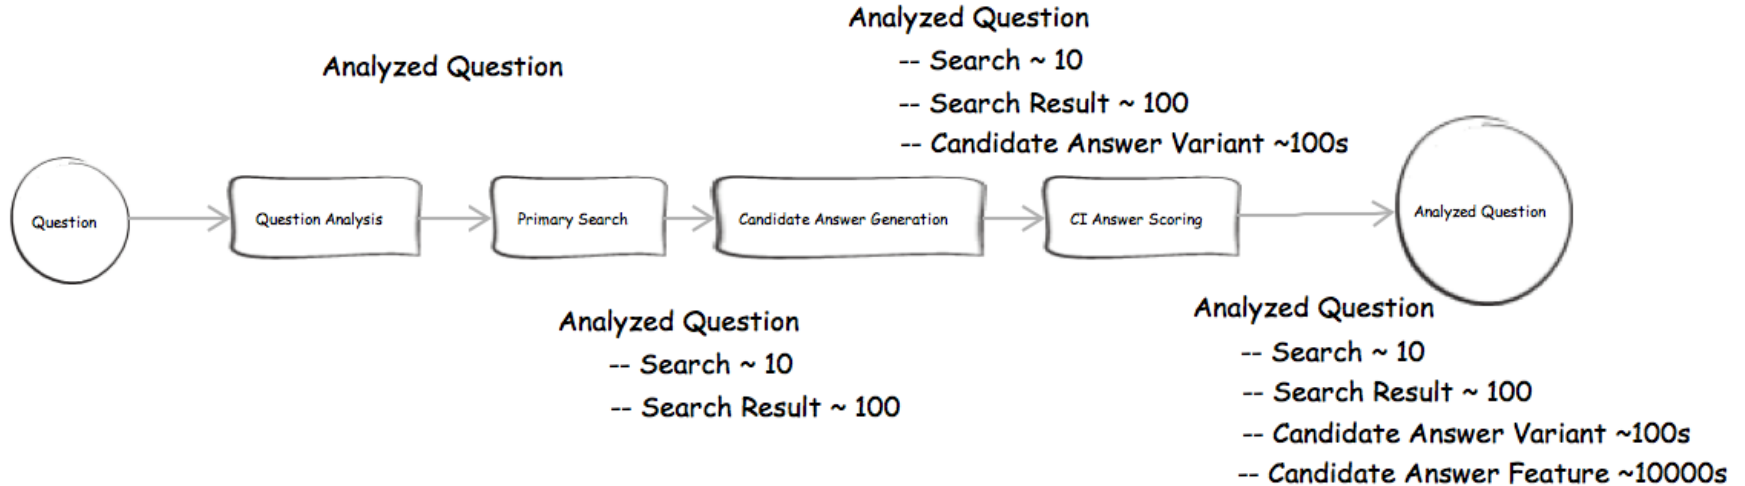 Analyzed Question
Analyzed Question
-- Search ~ 10
-- Search Result ~ 100
-- Candidate Answer Variant ~100s
Question
Question Analysis
Primary Search
Candidate Answer Generation
CI Answer Scoring
Analyzed Question
Analyzed Question
-- Search ~ 10
-- Search Result ~ 100
Analyzed Question
-- Search ~ 10
-- Search Result ~ 100
-- Candidate Answer Variant ~100s
-- Candidate Answer Feature ~10000s